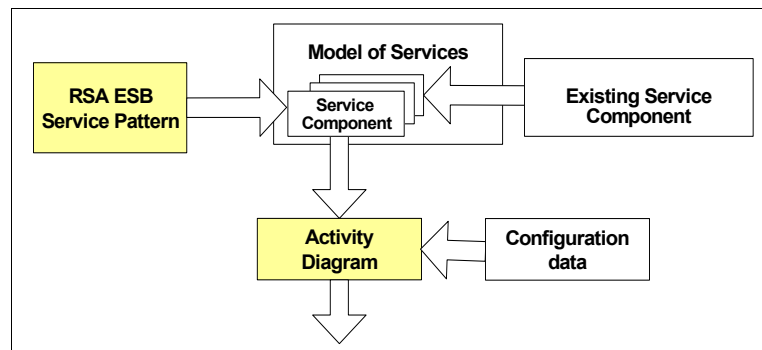 Model of Services
RSA ESB
Service Pattern
Service
Component
Existing Service
Component
Activity
Diagram
Configuration
data